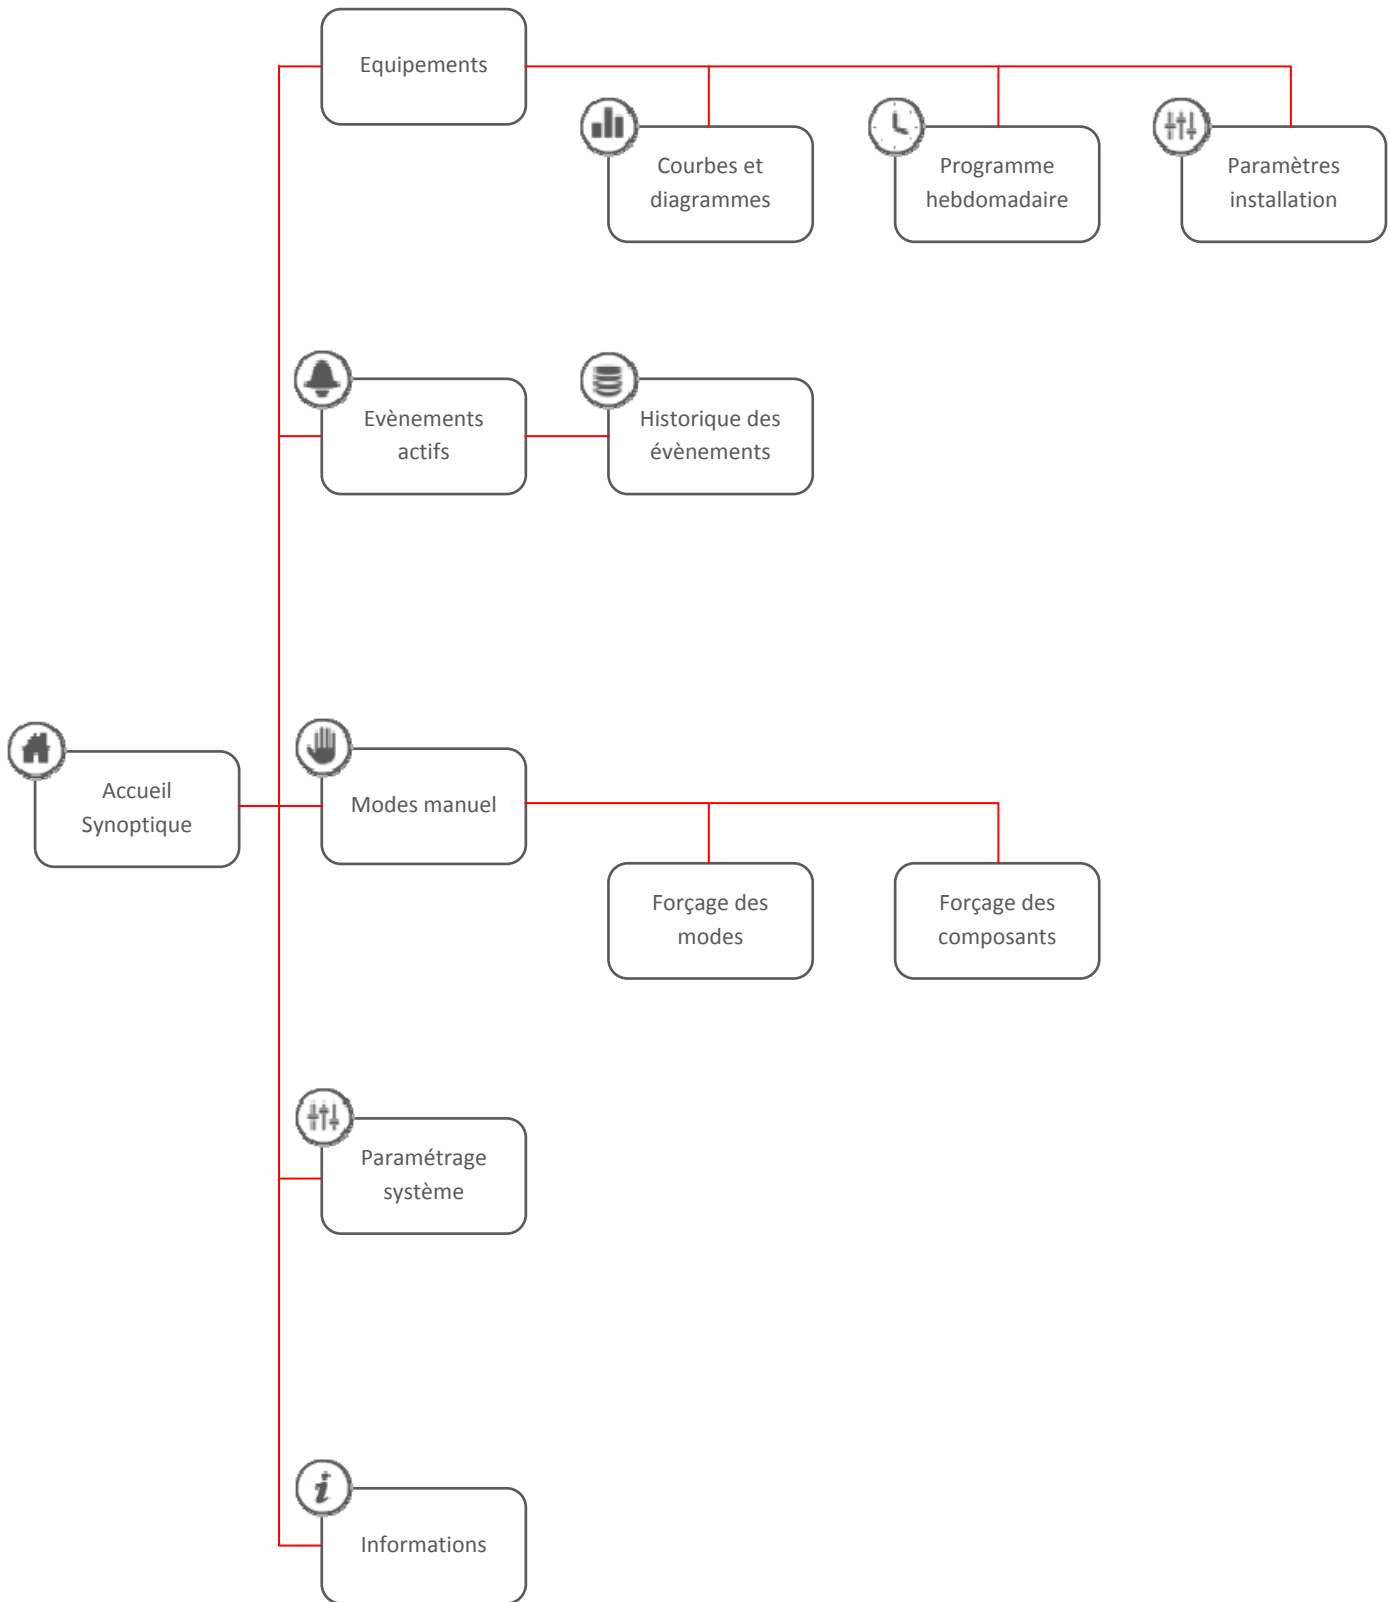 Equipements
Courbes et
diagrammes
Programme
hebdomadaire
Paramètres
installation
Evènements
actifs
Historique des
évènements
Accueil
Synoptique
Modes manuel
Forçage des
modes
Forçage des
composants
Paramétrage
système
Informations